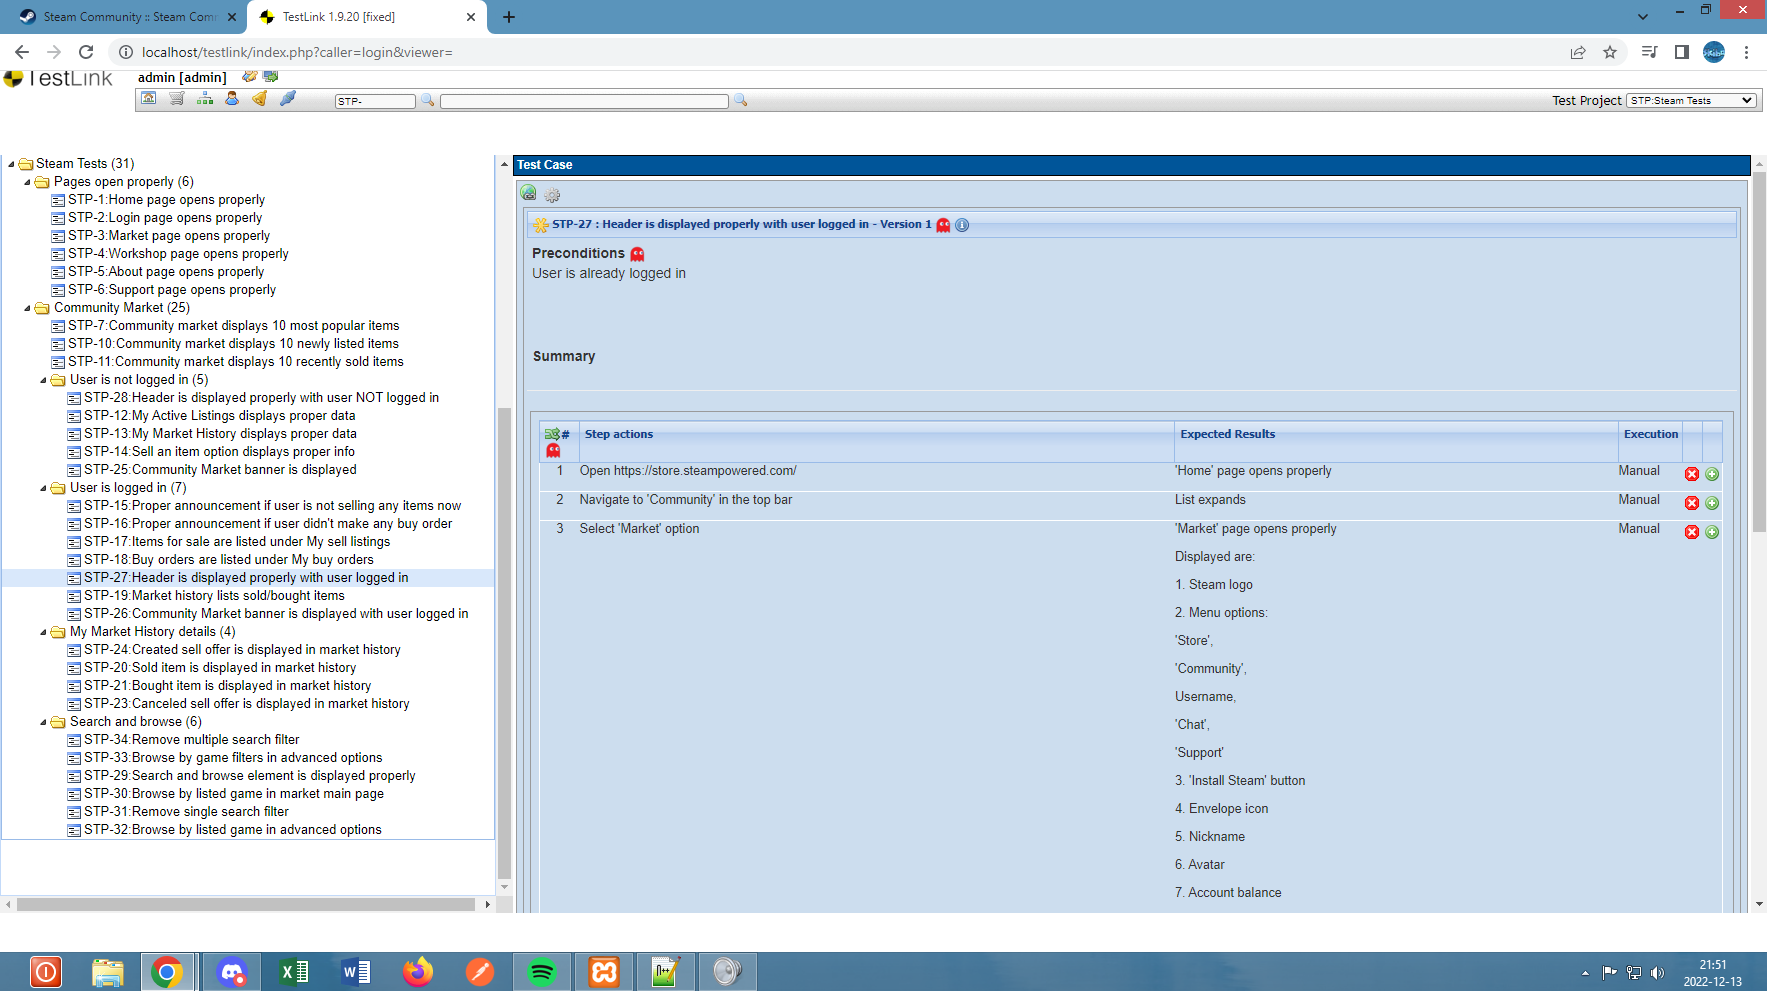 Steam Community :: Steam Comm
TestLink 1.9.20 [fixed]
localhost/testlink/index.php?caller=login&viewer=
TestLink
admin [admin]
STP-
Test Project
STP:Steam Tests
Steam Tests (31)
Pages open properly (6)
STP-1:Home page opens properly
STP-2:Login page opens properly
STP-3:Market page opens properly
STP-4:Workshop page opens properly
STP-5:About page opens properly
STP-6:Support page opens properly
Community Market (25)
STP-7:Community market displays 10 most popular items
STP-10:Community market displays 10 newly listed items
STP-11:Community market displays 10 recently sold items
User is not logged in (5)
STP-28:Header is displayed properly with user NOT logged in
STP-12:My Active Listings displays proper data
STP-13:My Market History displays proper data
STP-14:Sell an item option displays proper info
STP-25:Community Market banner is displayed
User is logged in (7)
STP-15:Proper announcement if user is not selling any items now
STP-16:Proper announcement if user didn't make any buy order
STP-17:Items for sale are listed under My sell listings
STP-18:Buy orders are listed under My buy orders
STP-27:Header is displayed properly with user logged in
STP-19:Market history lists sold/bought items
STP-26:Community Market banner is displayed with user logged in
My Market History details (4)
STP-24:Created sell offer is displayed in market history
STP-20:Sold item is displayed in market history
STP-21:Bought item is displayed in market history
STP-23:Canceled sell offer is displayed in market history
Search and browse (6)
STP-34:Remove multiple search filter
STP-33:Browse by game filters in advanced options
STP-29:Search and browse element is displayed properly
STP-30:Browse by listed game in market main page
STP-31:Remove single search filter
STP-32:Browse by listed game in advanced options
Test Case
STP-27 : Header is displayed properly with user logged in - Version 1
Preconditions
User is already logged in
Summary
# Step actions Expected Results Execution
1 Open https://store.steampowered.com/ 'Home' page opens properly Manual
2 Navigate to 'Community' in the top bar List expands Manual
3 Select 'Market' option 'Market' page opens properly Manual
Displayed are:
1. Steam logo
2. Menu options:
'Store',
'Community',
Username,
'Chat',
'Support'
3. 'Install Steam' button
4. Envelope icon
5. Nickname
6. Avatar
7. Account balance
21:51
2022-12-13